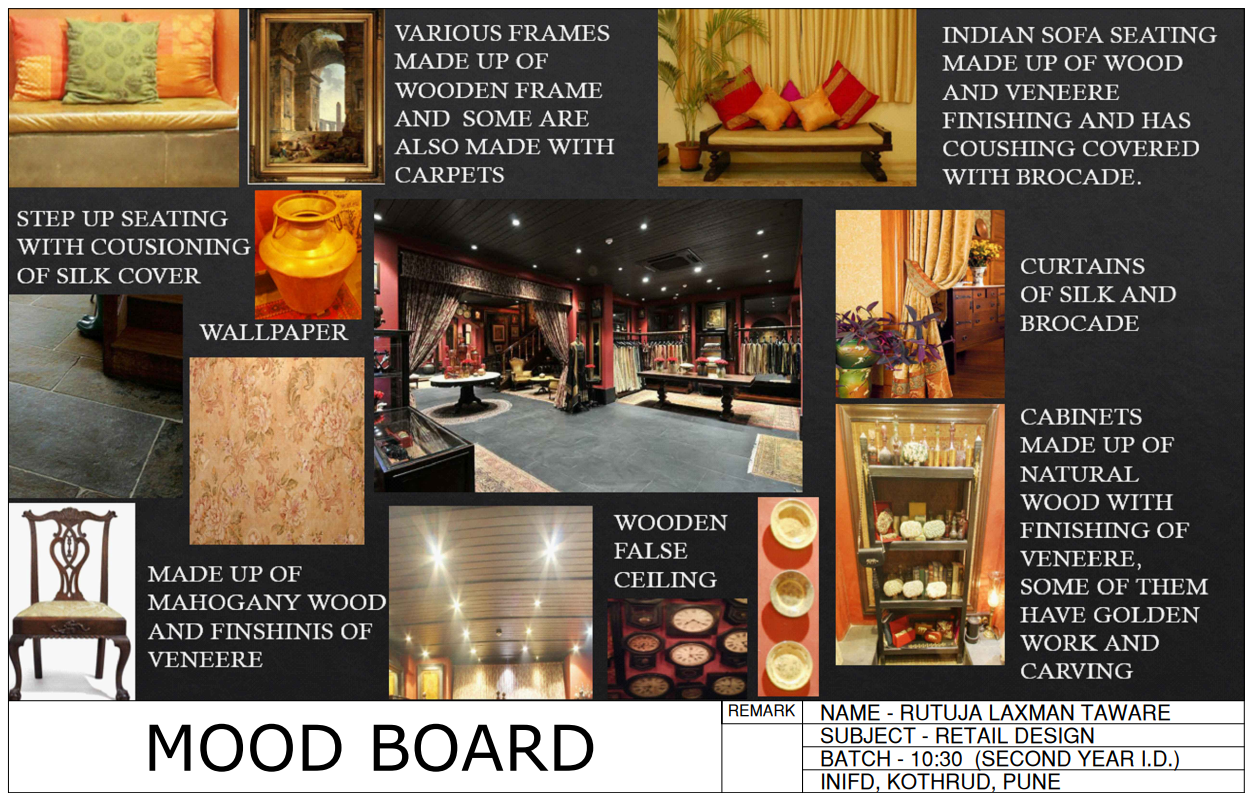 VARIOUS FRAMES
MADE UP OF
WOODEN FRAME
AND SOME ARE
ALSO MADE WITH
CARPETS
INDIAN SOFA SEATING
MADE UP OF WOOD
AND VENEERE
FINISHING AND HAS
COUSHING COVERED
WITH BROCADE.
STEP UP SEATING
WITH COUSIONING
OF SILK COVER
WALLPAPER
CURTAINS
OF SILK AND
BROCADE
CABINETS
MADE UP OF
NATURAL
WOOD WITH
FINISHING OF
VENEERE,
SOME OF THEM
HAVE GOLDEN
WORK AND
CARVING
MADE UP OF
MAHOGANY WOOD
AND FINSHINIS OF
VENEERE
WOODEN
FALSE
CEILING
MOOD BOARD
REMARK
NAME - RUTUJA LAXMAN TAWARE
SUBJECT - RETAIL DESIGN
BATCH - 10:30 (SECOND YEAR I.D.)
INIFD, KOTHRUD, PUNE